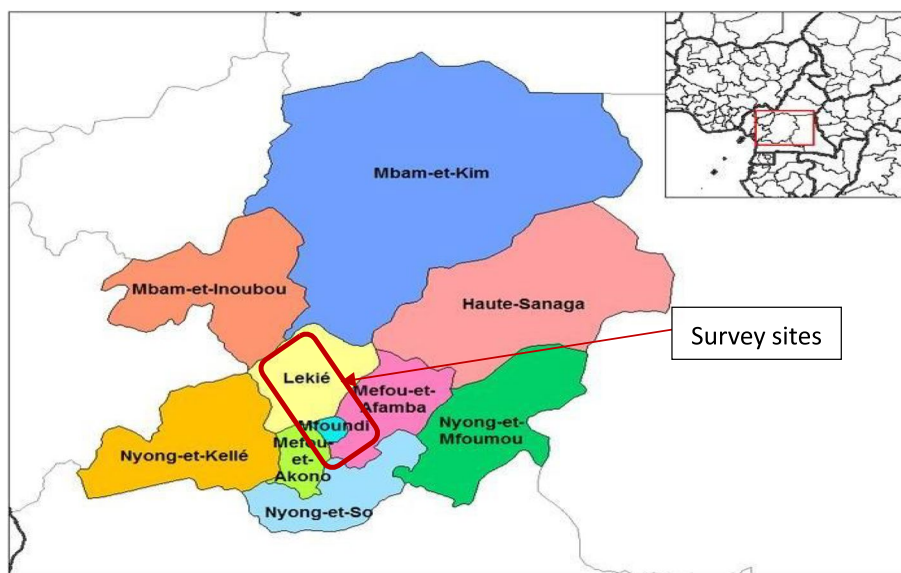 Mbam-et-Kim
Mbam-et-Inoubou
Haute-Sanaga
Survey sites
Lekié
Mefou-et-
Afamba
Mfoundi
Nyong-et-
Mfoumou
Nyong-et-Kellé
Mefou-
et-
Akono
Nyong-et-So